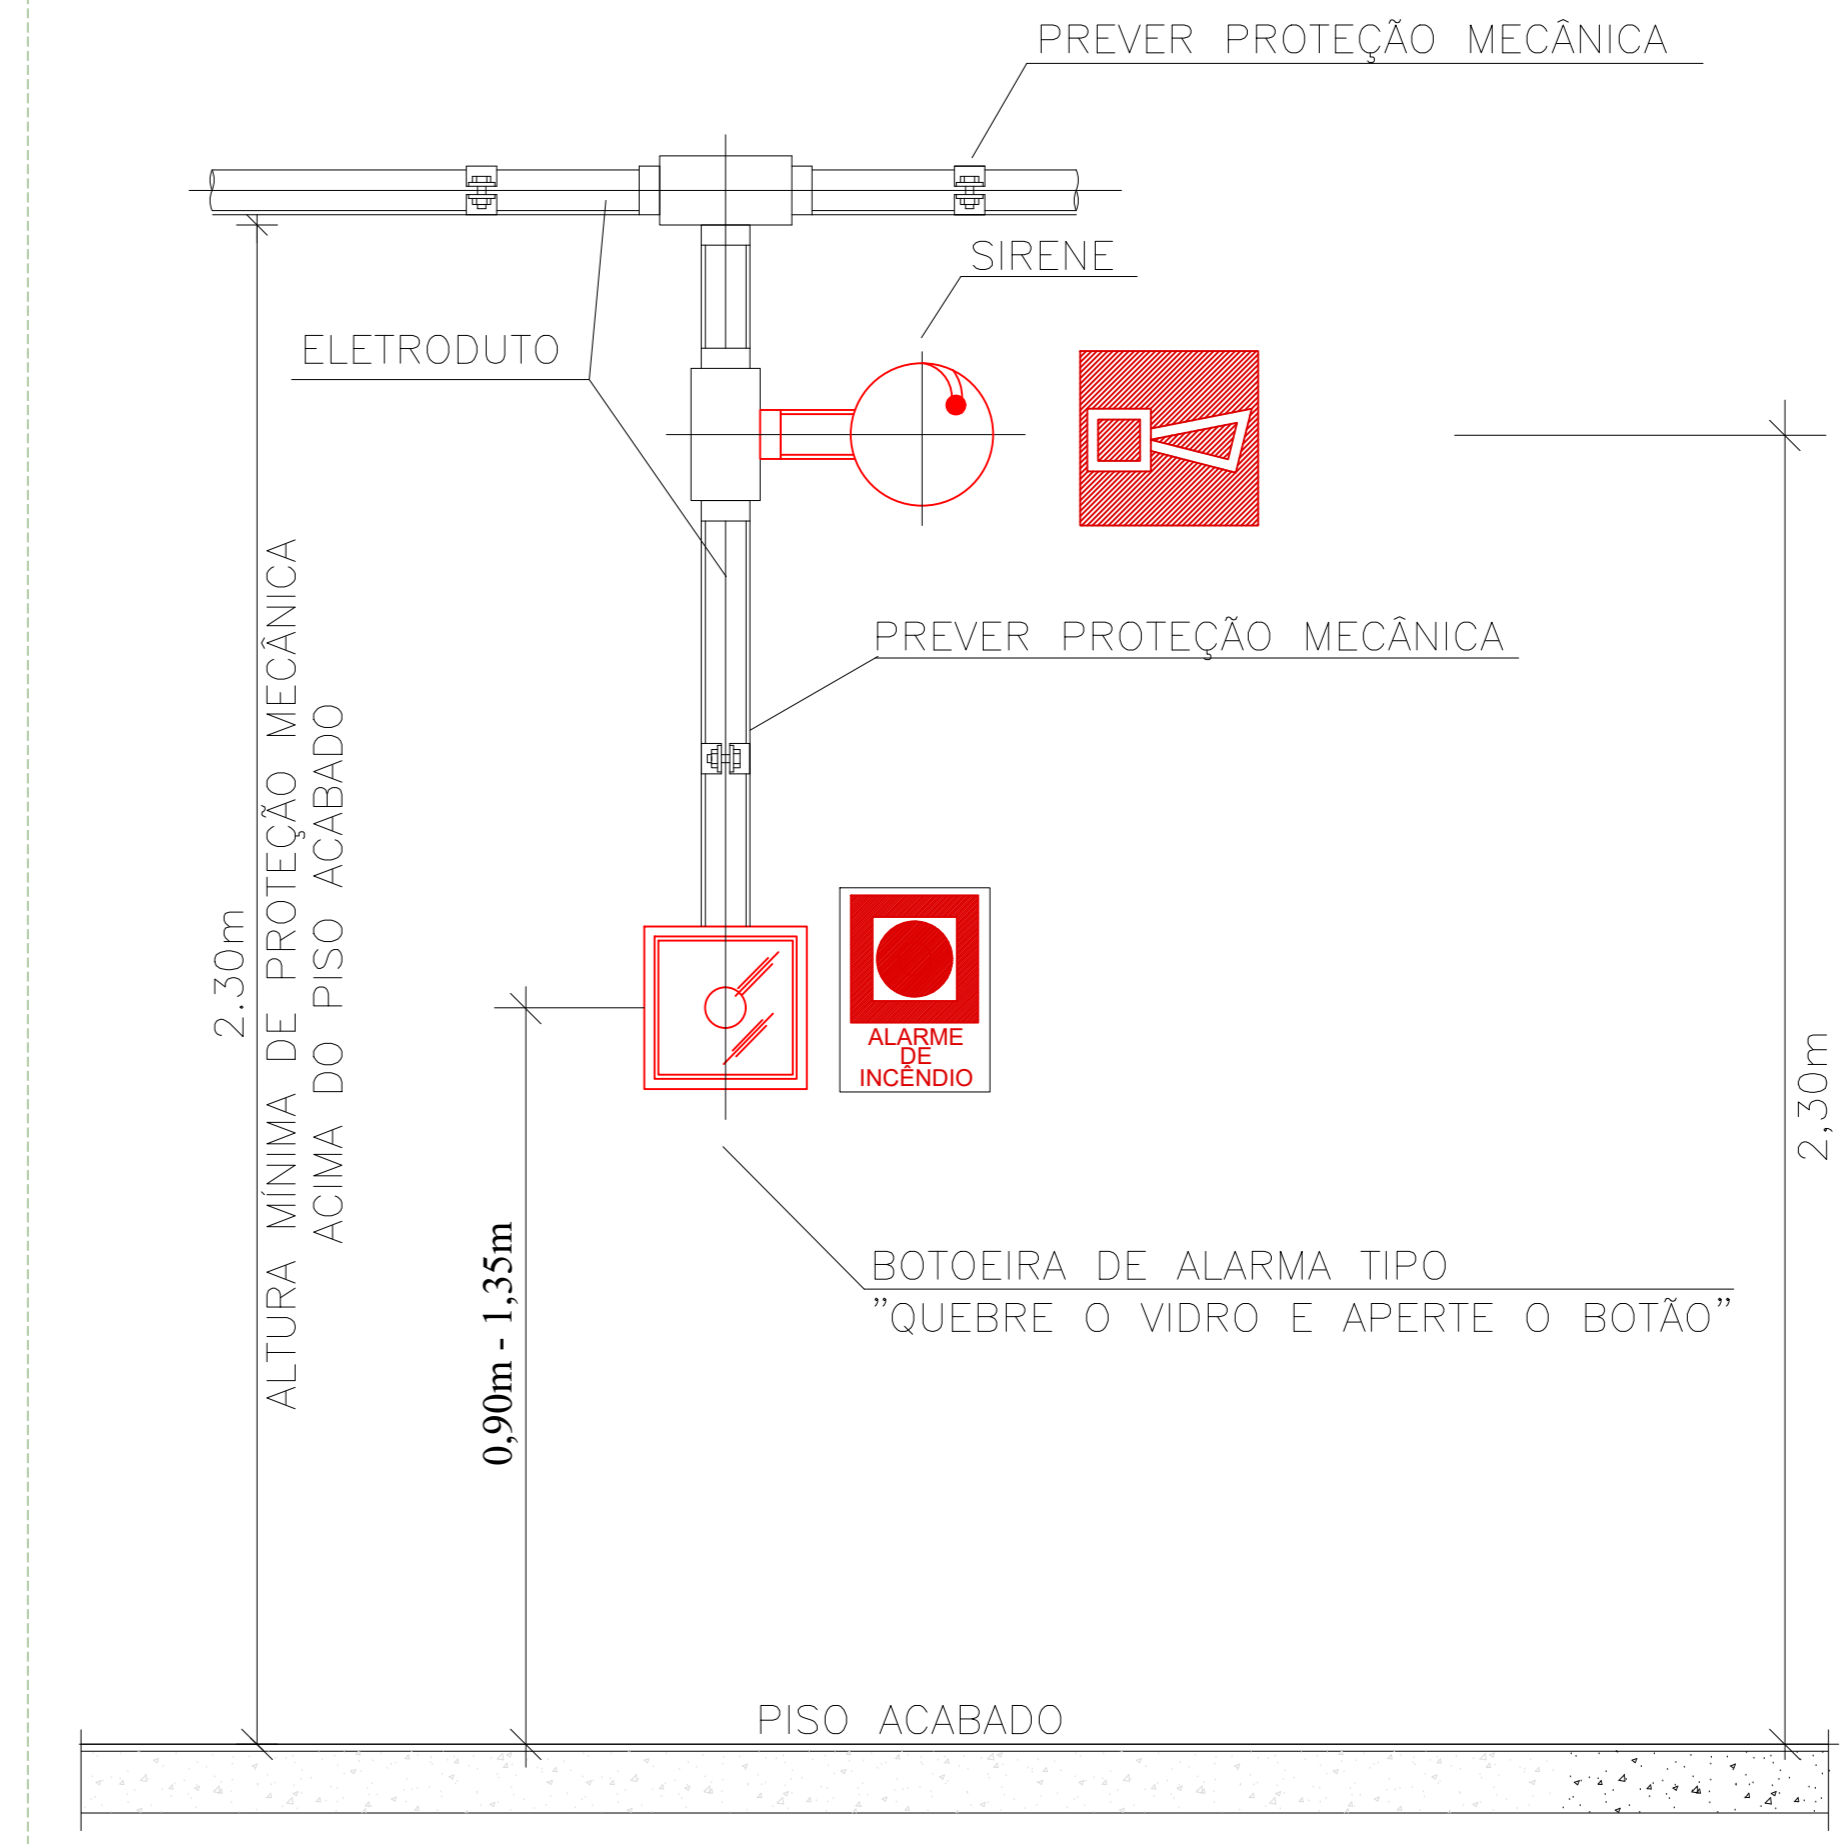 PREVER PROTEÇÃO MECÂNICA
SIRENE
ELETRODUTO
PREVER PROTEÇÃO MECÂNICA
2.30m
ALTURA MÍNIMA DE PROTEÇÃO MECÂNICA
ACIMA DO PISO ACABADO
ALARME
DE
INCÊNDIO
2,30m
0,90m - 1,35m
BOTOEIRA DE ALARMA TIPO
"QUEBRE O VIDRO E APERTE O BOTÃO"
PISO ACABADO